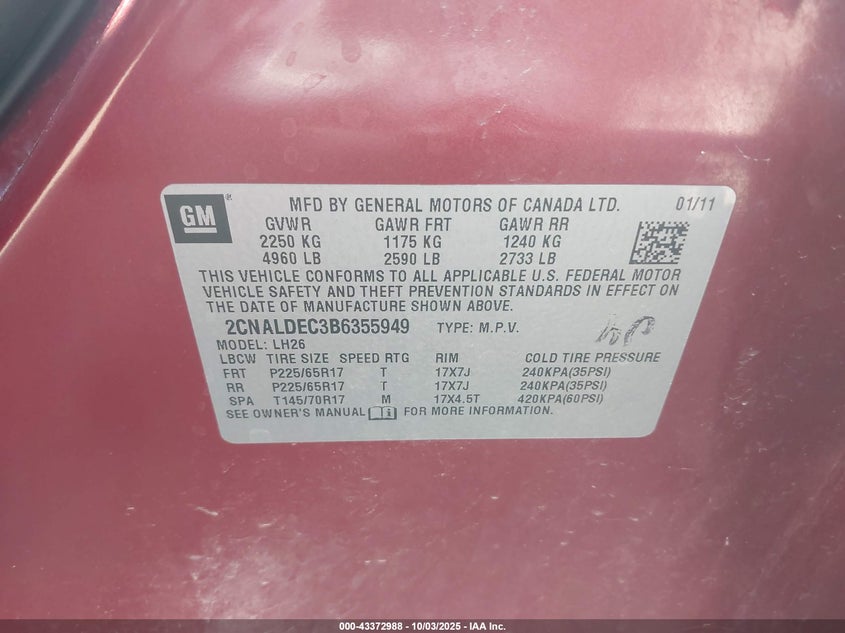 GM ®
MFD BY GENERAL MOTORS OF CANADA LTD. 01/11
GVWR GAWR FRT GAWR RR
2250 KG 1175 KG 1240 KG
4960 LB 2590 LB 2733 LB
THIS VEHICLE CONFORMS TO ALL APPLICABLE U.S. FEDERAL MOTOR
VEHICLE SAFETY AND THEFT PREVENTION STANDARDS IN EFFECT ON
THE DATE OF MANUFACTURE SHOWN ABOVE.
2CNALDEC3B6355949 TYPE: M.P.V.
MODEL: LH26
LBCW TIRE SIZE SPEED RTG RIM COLD TIRE PRESSURE
FRT P225/65R17 T 17X7J 240KPA(35PSI)
RR P225/65R17 T 17X7J 240KPA(35PSI)
SPA T145/70R17 M 17X4.5T 420KPA(60PSI)
SEE OWNER'S MANUAL FOR MORE INFORMATION.
000-43372988 - 10/03/2025 - IAA Inc.